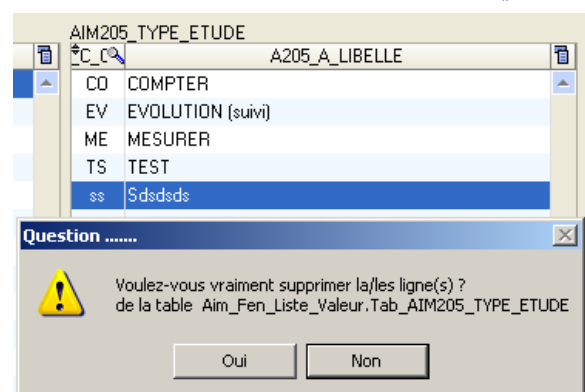 AIM205_TYPE_ETUDE
_C_C A205_A_LIBELLE
CO COMPTER
EV EVOLUTION (suivi)
ME MESURER
TS TEST
ss Sdsdsds
Question .......
Voulez-vous vraiment supprimer la/les ligne(s) ?
de la table Aim_Fen_Liste_Valeur.Tab_AIM205_TYPE_ETUDE
Oui Non